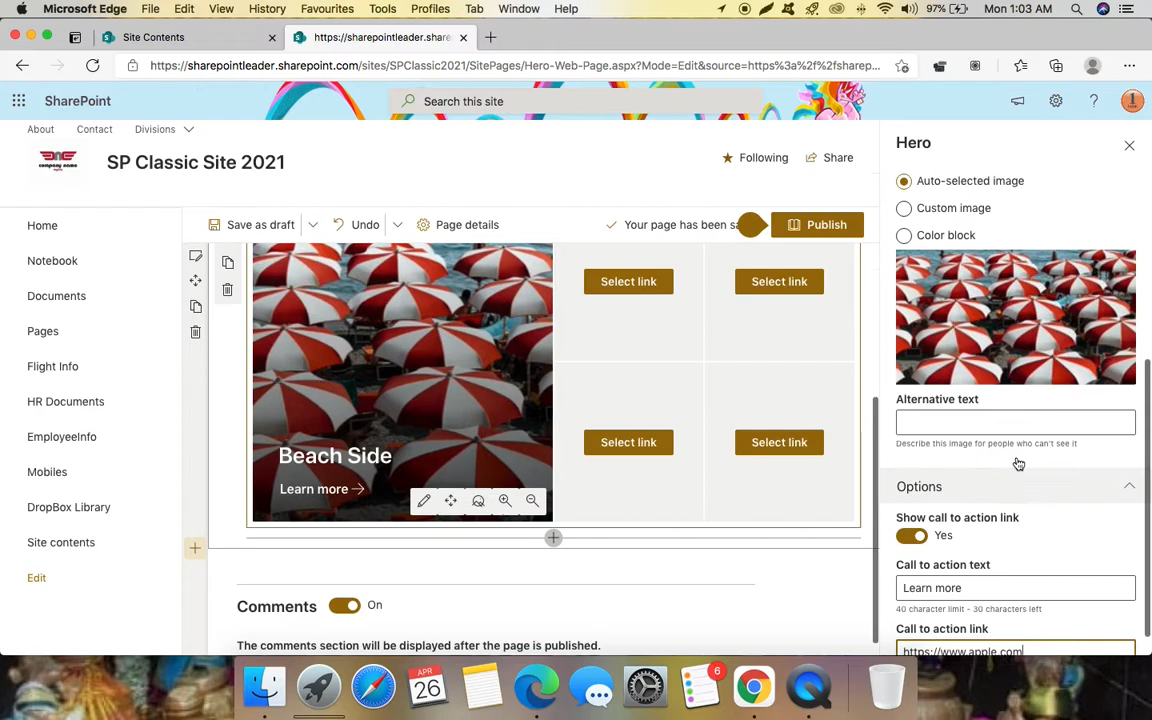 Microsoft Edge File Edit View History Favourites Tools Tab Window Help 97% Mon 1:03 AM
Site Contents
https://sharepointleader.share
https://sharepointleader.sharepoint.com/sites/SPClassic2021/SitePages/Hero-Web-Page.aspx?Mode=Edit&source=https%3a%2f%2fsharep...
SharePoint
Search this site
About Contact Divisions
company name
SP Classic Site 2021
Following Share
Save as draft Undo Page details Your page has been sa Publish
Home
Notebook
Documents
Pages
Flight Info
HR Documents
EmployeeInfo
Mobiles
DropBox Library
Site contents
Edit
Select link Select link
Select link Select link
Beach Side
Learn more
Comments On
The comments section will be displayed after the page is published.
Hero
Auto-selected image
Custom image
Color block
Alternative text
Describe this image for people who can't see it
Options
Show call to action link
Yes
Call to action text
Learn more
40 character limit - 30 characters left
Call to action link
https://www.apple.com
APR
26
6